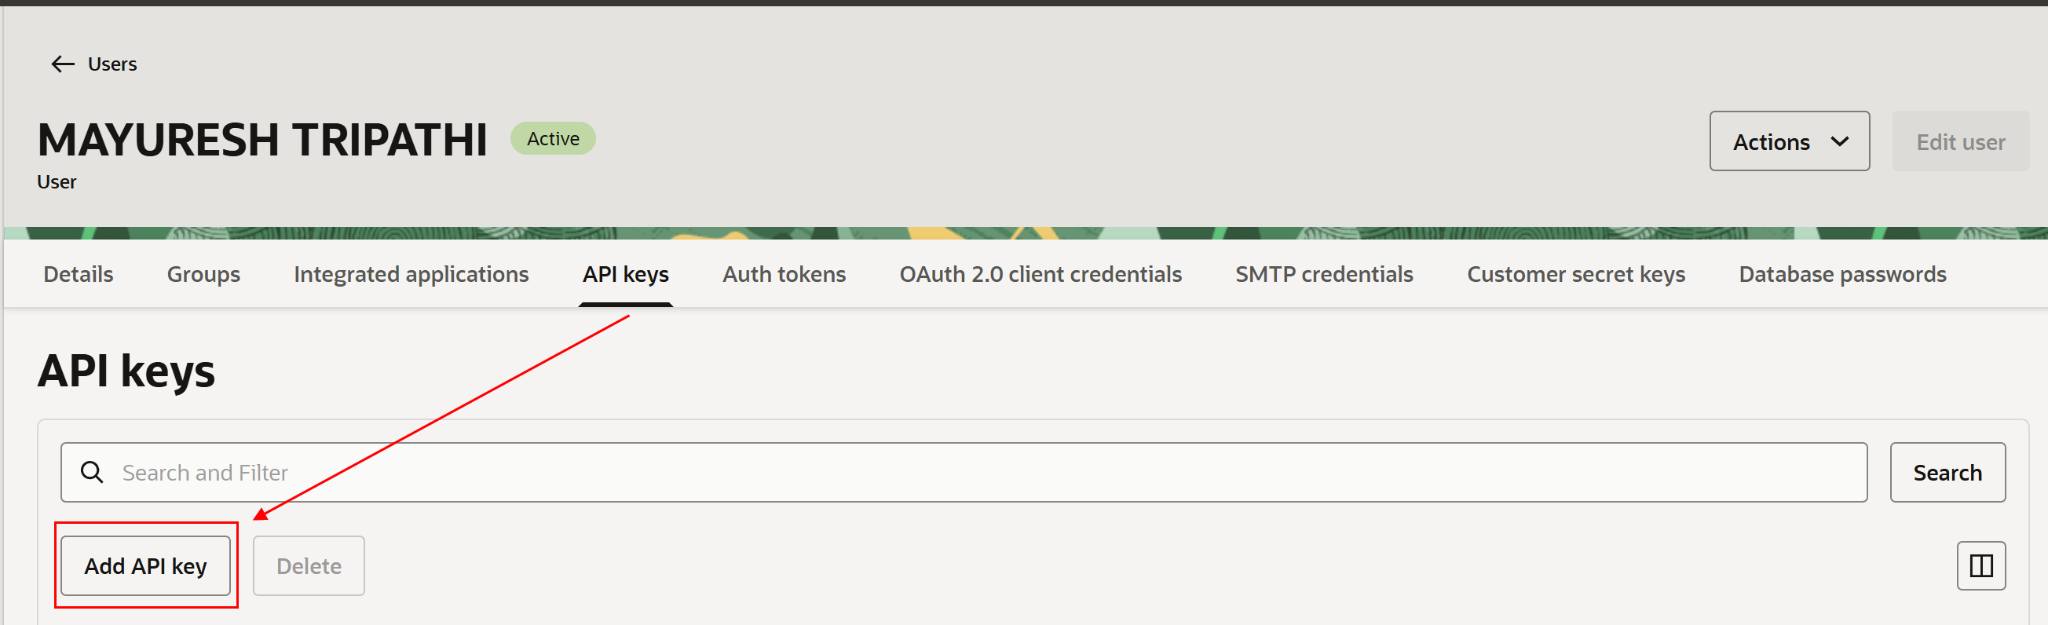 Users
MAYURESH TRIPATHI Active
User
Actions Edit user
Details Groups Integrated applications API keys Auth tokens OAuth 2.0 client credentials SMTP credentials Customer secret keys Database passwords
API keys
Search and Filter Search
Add API key Delete